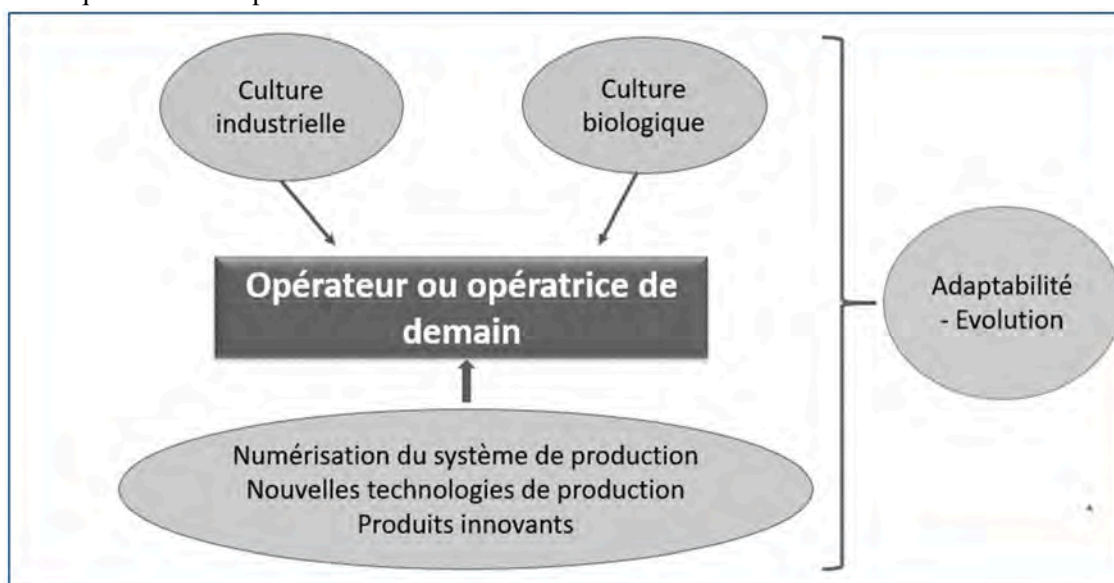 Culture
industrielle
Culture
biologique
Opérateur ou opératrice de
demain
Adaptabilité
- Evolution
Numérisation du système de production
Nouvelles technologies de production
Produits innovants